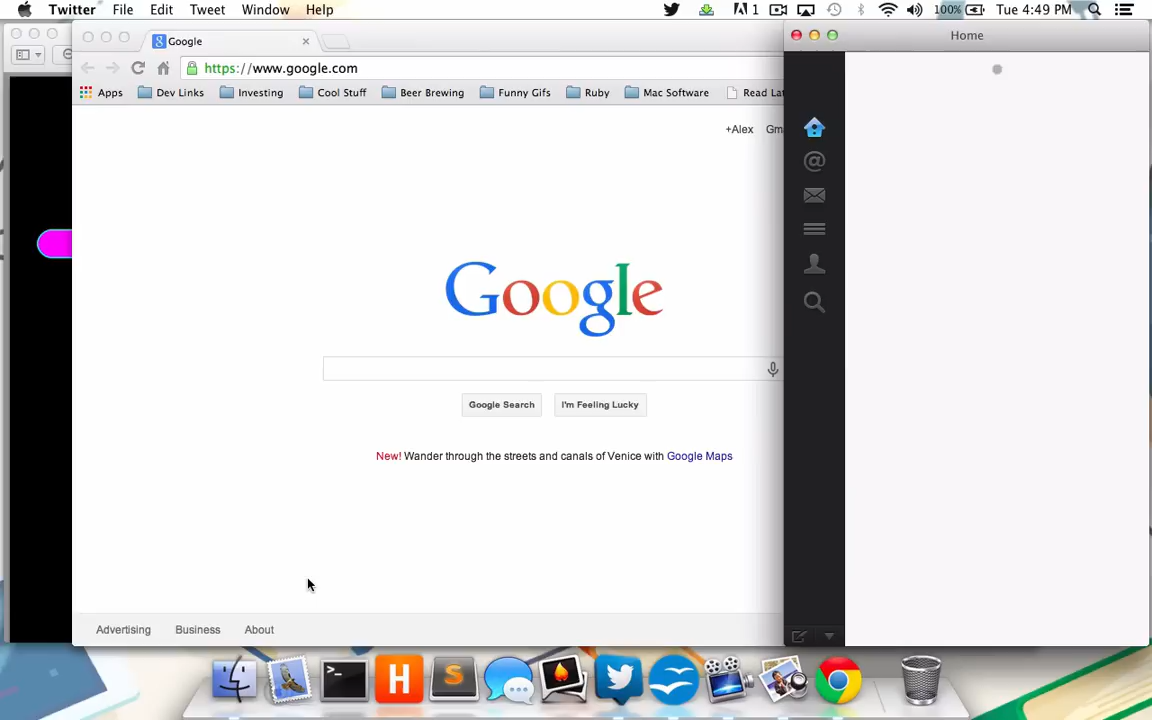 Twitter File Edit Tweet Window Help 1 100% Tue 4:49 PM
Google
Home
https://www.google.com
Apps Dev Links Investing Cool Stuff Beer Brewing Funny Gifs Ruby Mac Software Read
+Alex
@
Google
Google Search I'm Feeling Lucky
New! Wander through the streets and canals of Venice with Google Maps
Advertising Business About
>_ H S